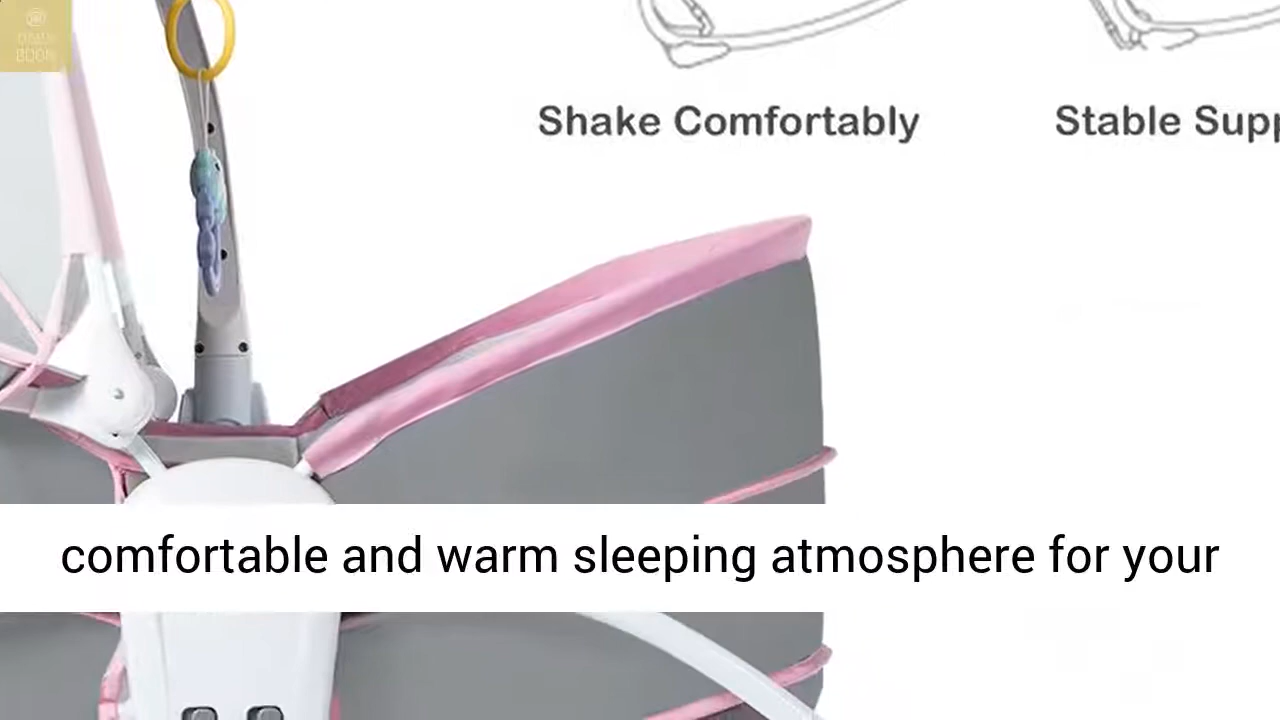 Shake Comfortably
Stable Supp
comfortable and warm sleeping atmosphere for your